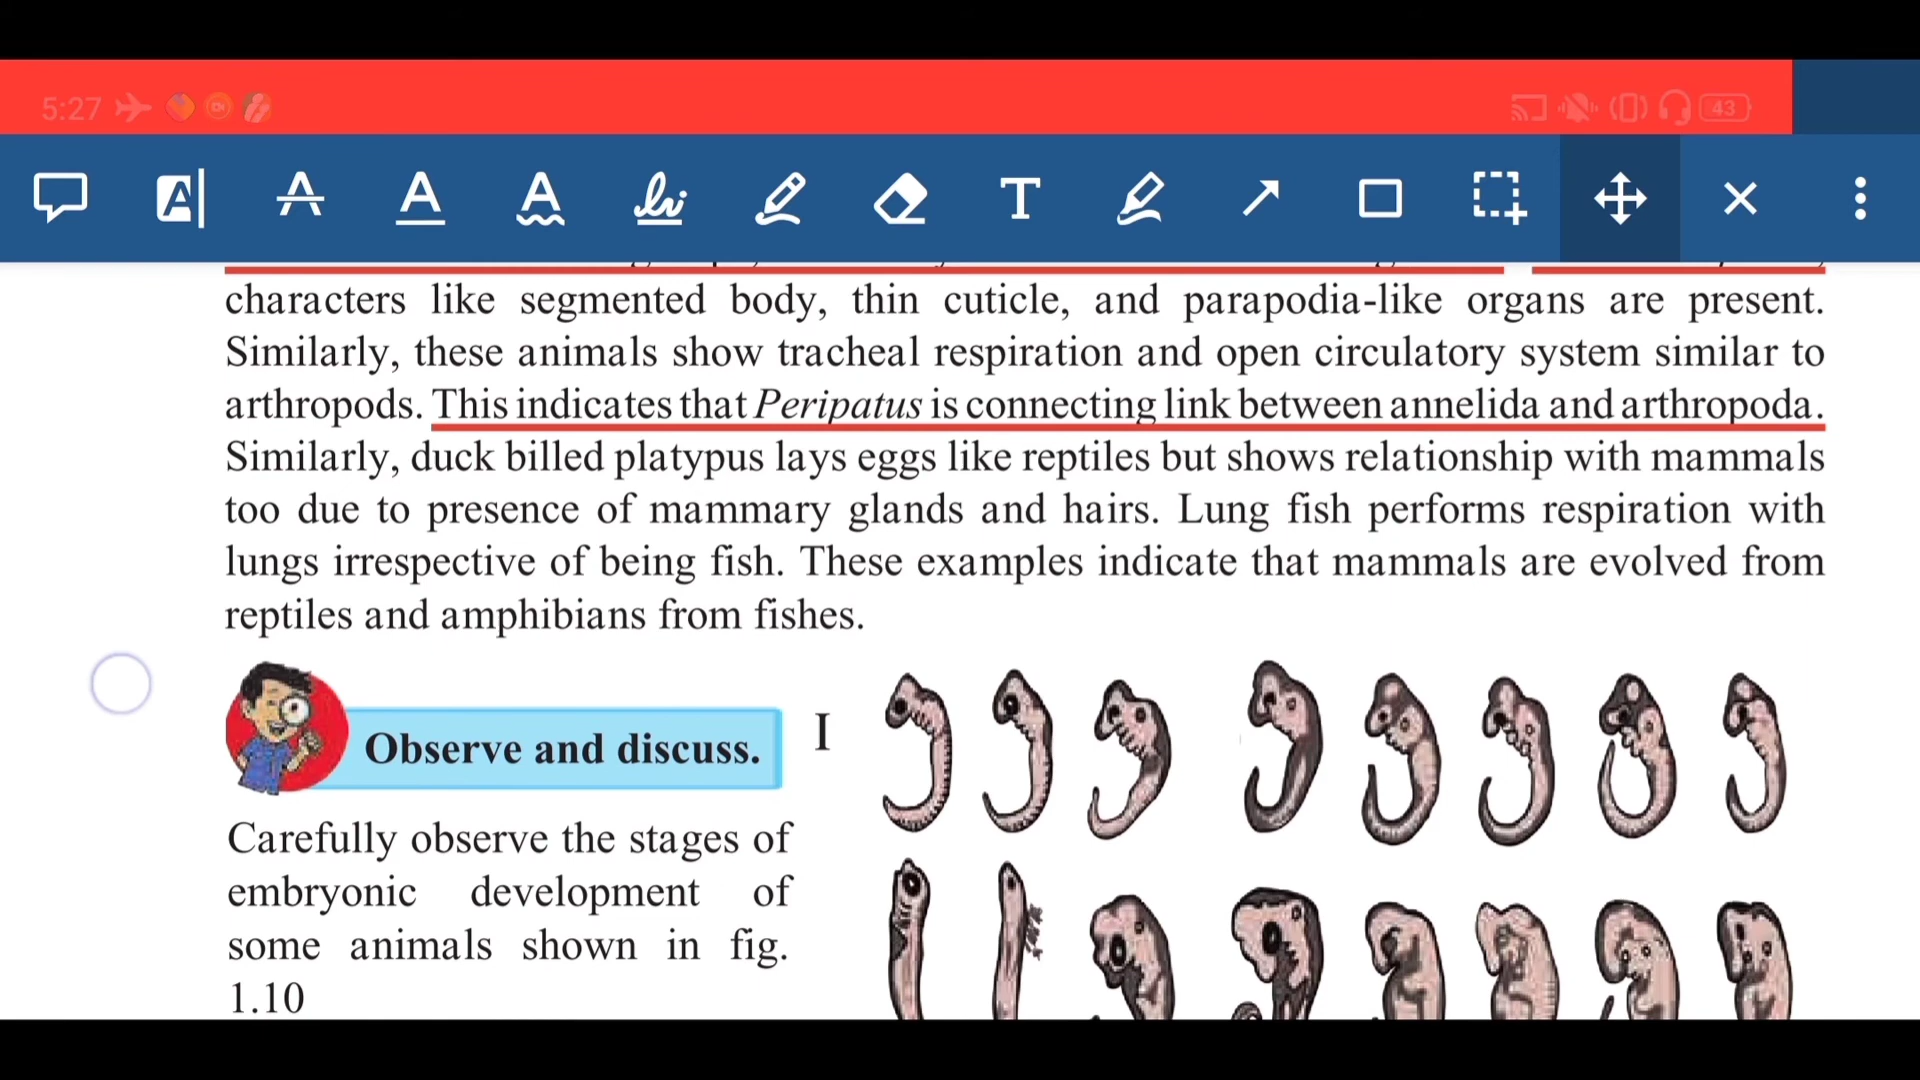 5:27
43
characters like segmented body, thin cuticle, and parapodia-like organs are present.
Similarly, these animals show tracheal respiration and open circulatory system similar to
arthropods. This indicates that Peripatus is connecting link between annelida and arthropoda.
Similarly, duck billed platypus lays eggs like reptiles but shows relationship with mammals
too due to presence of mammary glands and hairs. Lung fish performs respiration with
lungs irrespective of being fish. These examples indicate that mammals are evolved from
reptiles and amphibians from fishes.
Observe and discuss.
I
Carefully observe the stages of
embryonic development of
some animals shown in fig.
1.10